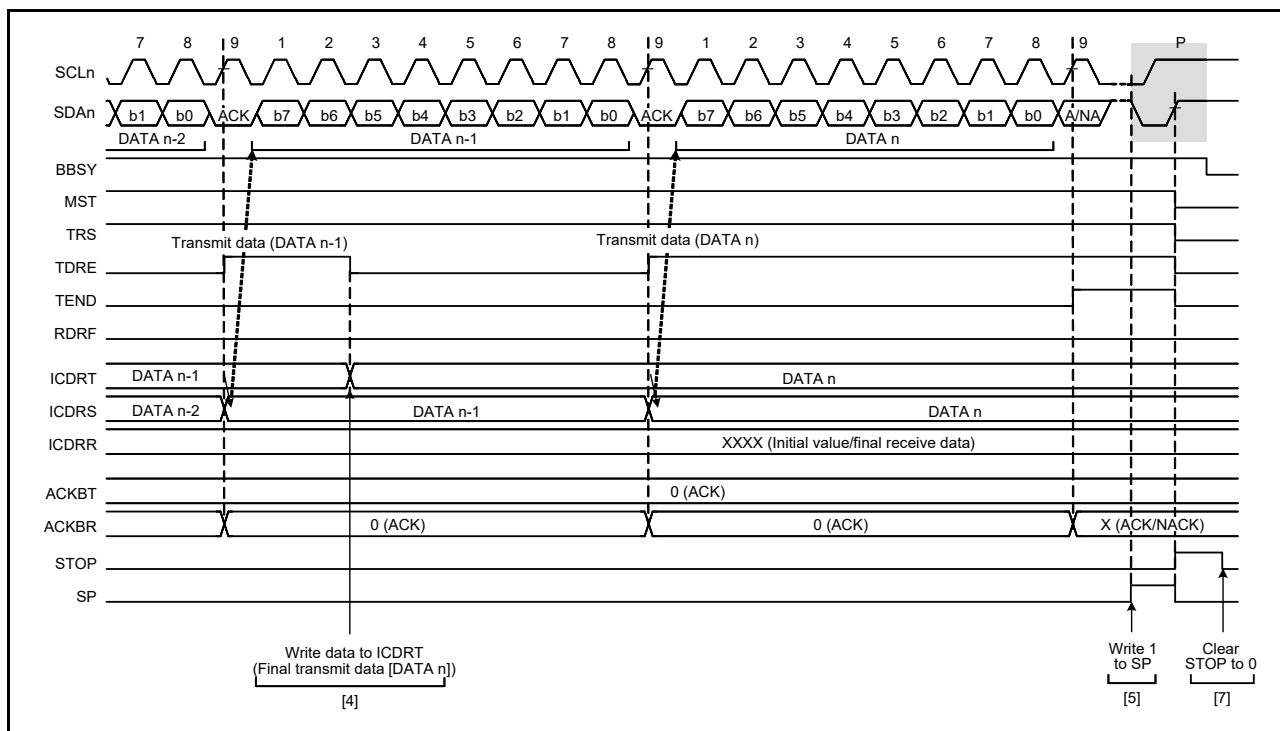 7 8 9 1 2 3 4 5 6 7 8 9 1 2 3 4 5 6 7 8 9 P
SCLn
SDAn b1 b0 ACK b7 b6 b5 b4 b3 b2 b1 b0 ACK b7 b6 b5 b4 b3 b2 b1 b0 A/NA
DATA n-2 DATA n-1 DATA n
BBSY
MST
TRS
Transmit data (DATA n-1) Transmit data (DATA n)
TDRE
TEND
RDRF
ICDRT DATA n-1 DATA n
ICDRS DATA n-2 DATA n-1 DATA n
ICDRR XXXX (Initial value/final receive data)
ACKBT 0 (ACK)
ACKBR 0 (ACK) 0 (ACK) X (ACK/NACK)
STOP
SP
Write data to ICDRT
(Final transmit data [DATA n])
[4]
Write 1
to SP
[5]
Clear
STOP to 0
[7]